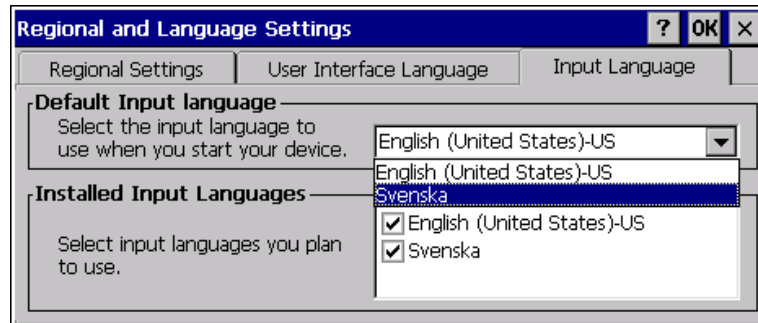 Regional and Language Settings ? OK ×
Regional Settings User Interface Language Input Language
Default Input language
Select the input language to
use when you start your device.
English (United States)-US
English (United States)-US
Svenska
Installed Input Languages
Select input languages you plan
to use.
English (United States)-US
Svenska